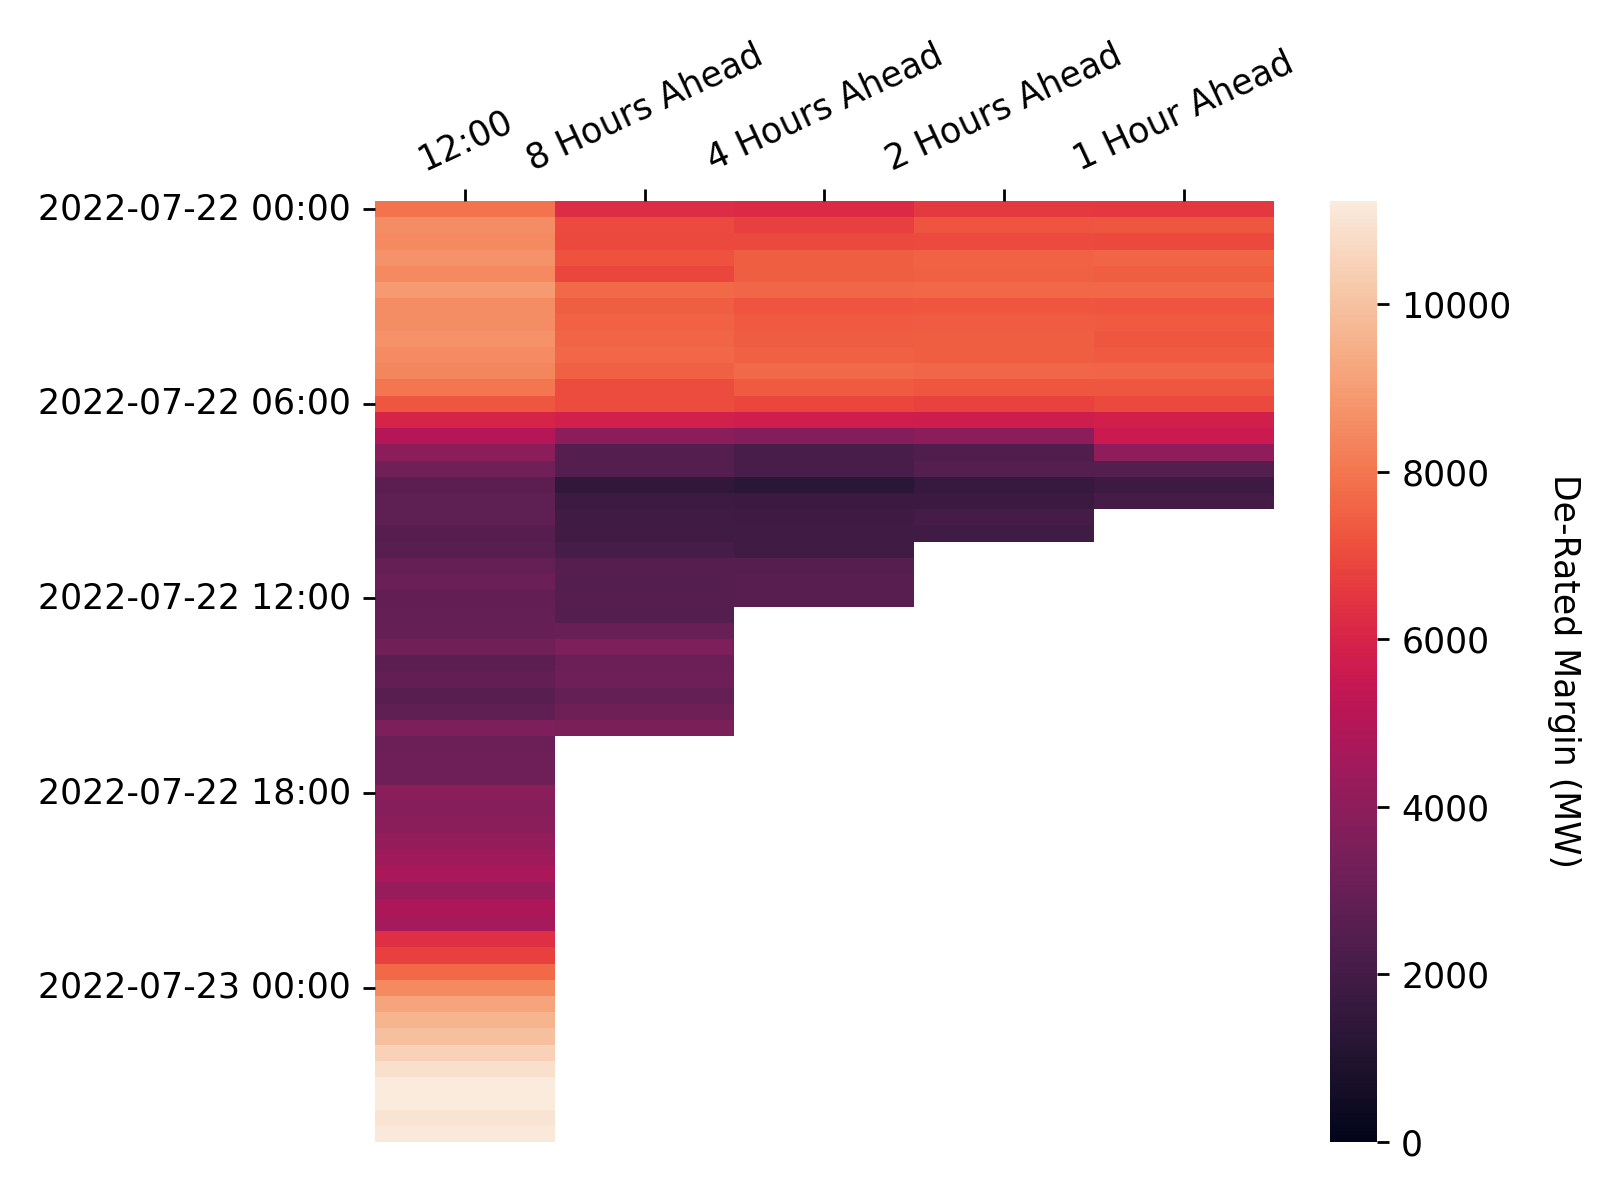 12:00
8 Hours Ahead
4 Hours Ahead
2 Hours Ahead
1 Hour Ahead
2022-07-22 00:00
2022-07-22 06:00
2022-07-22 12:00
2022-07-22 18:00
2022-07-23 00:00
10000
8000
6000
4000
2000
0
De-Rated Margin (MW)